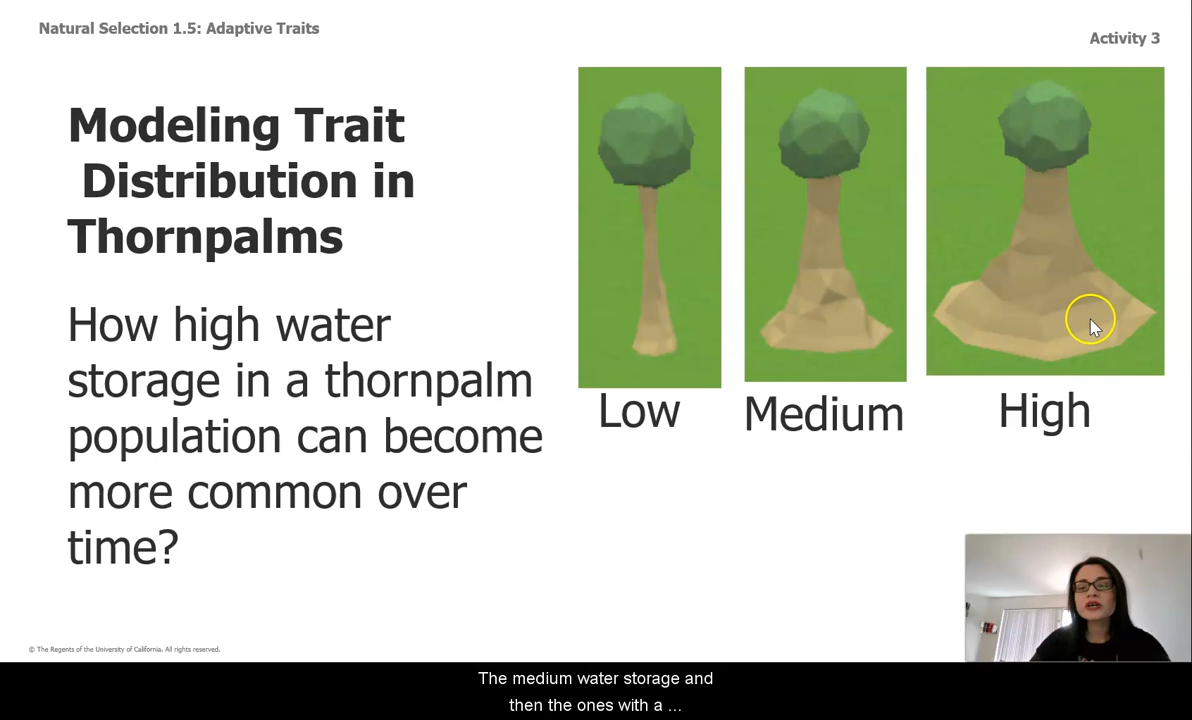 Natural Selection 1.5: Adaptive Traits
Activity 3
Modeling Trait
Distribution in
Thornpalms
How high water
storage in a thornpalm
population can become
more common over
time?
Low
Medium
High
© The Regents of the University of California. All rights reserved.
The medium water storage and
then the ones with a ...